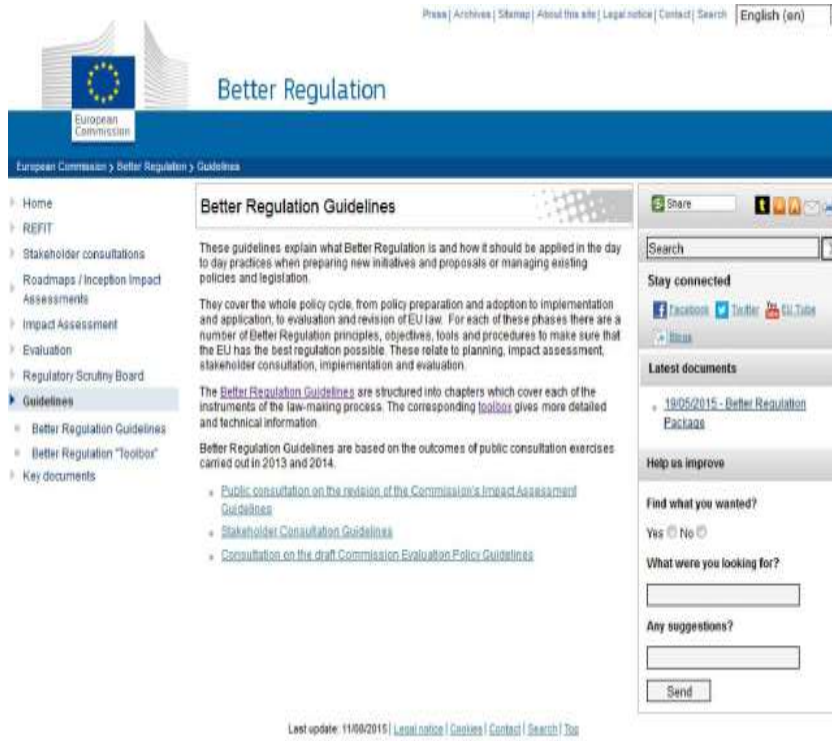 Press | Archives | Sitemap | About this site | Legal notice | Contact | Search
English (en)
European
Commission
Better Regulation
European Commission > Better Regulation > Guidelines
Home
REFIT
Stakeholder consultations
Roadmaps / Inception Impact
Assessments
Impact Assessment
Evaluation
Regulatory Scrutiny Board
Guidelines
Better Regulation Guidelines
Better Regulation "Toolbox"
Key documents
Better Regulation Guidelines
These guidelines explain what Better Regulation is and how it should be applied in the day
to day practices when preparing new initiatives and proposals or managing existing
policies and legislation.
They cover the whole policy cycle, from policy preparation and adoption to implementation
and application, to evaluation and revision of EU law. For each of these phases there are a
number of Better Regulation principles, objectives, tools and procedures to make sure that
the EU has the best regulation possible. These relate to planning, impact assessment,
stakeholder consultation, implementation and evaluation.
The Better Regulation Guidelines are structured into chapters which cover each of the
instruments of the law-making process. The corresponding toolbox gives more detailed
and technical information.
Better Regulation Guidelines are based on the outcomes of public consultation exercises
carried out in 2013 and 2014.
Public consultation on the revision of the Commission's Impact Assessment
Guidelines
Stakeholder Consultation Guidelines
Consultation on the draft Commission Evaluation Policy Guidelines
Share
Search
Stay connected
Facebook Twitter EU Tube
Latest documents
19/05/2015 - Better Regulation
Package
Help us improve
Find what you wanted?
Yes No
What were you looking for?
Any suggestions?
Send
Last update: 11/08/2015 | Legal notice | Cookies | Contact | Search | Top